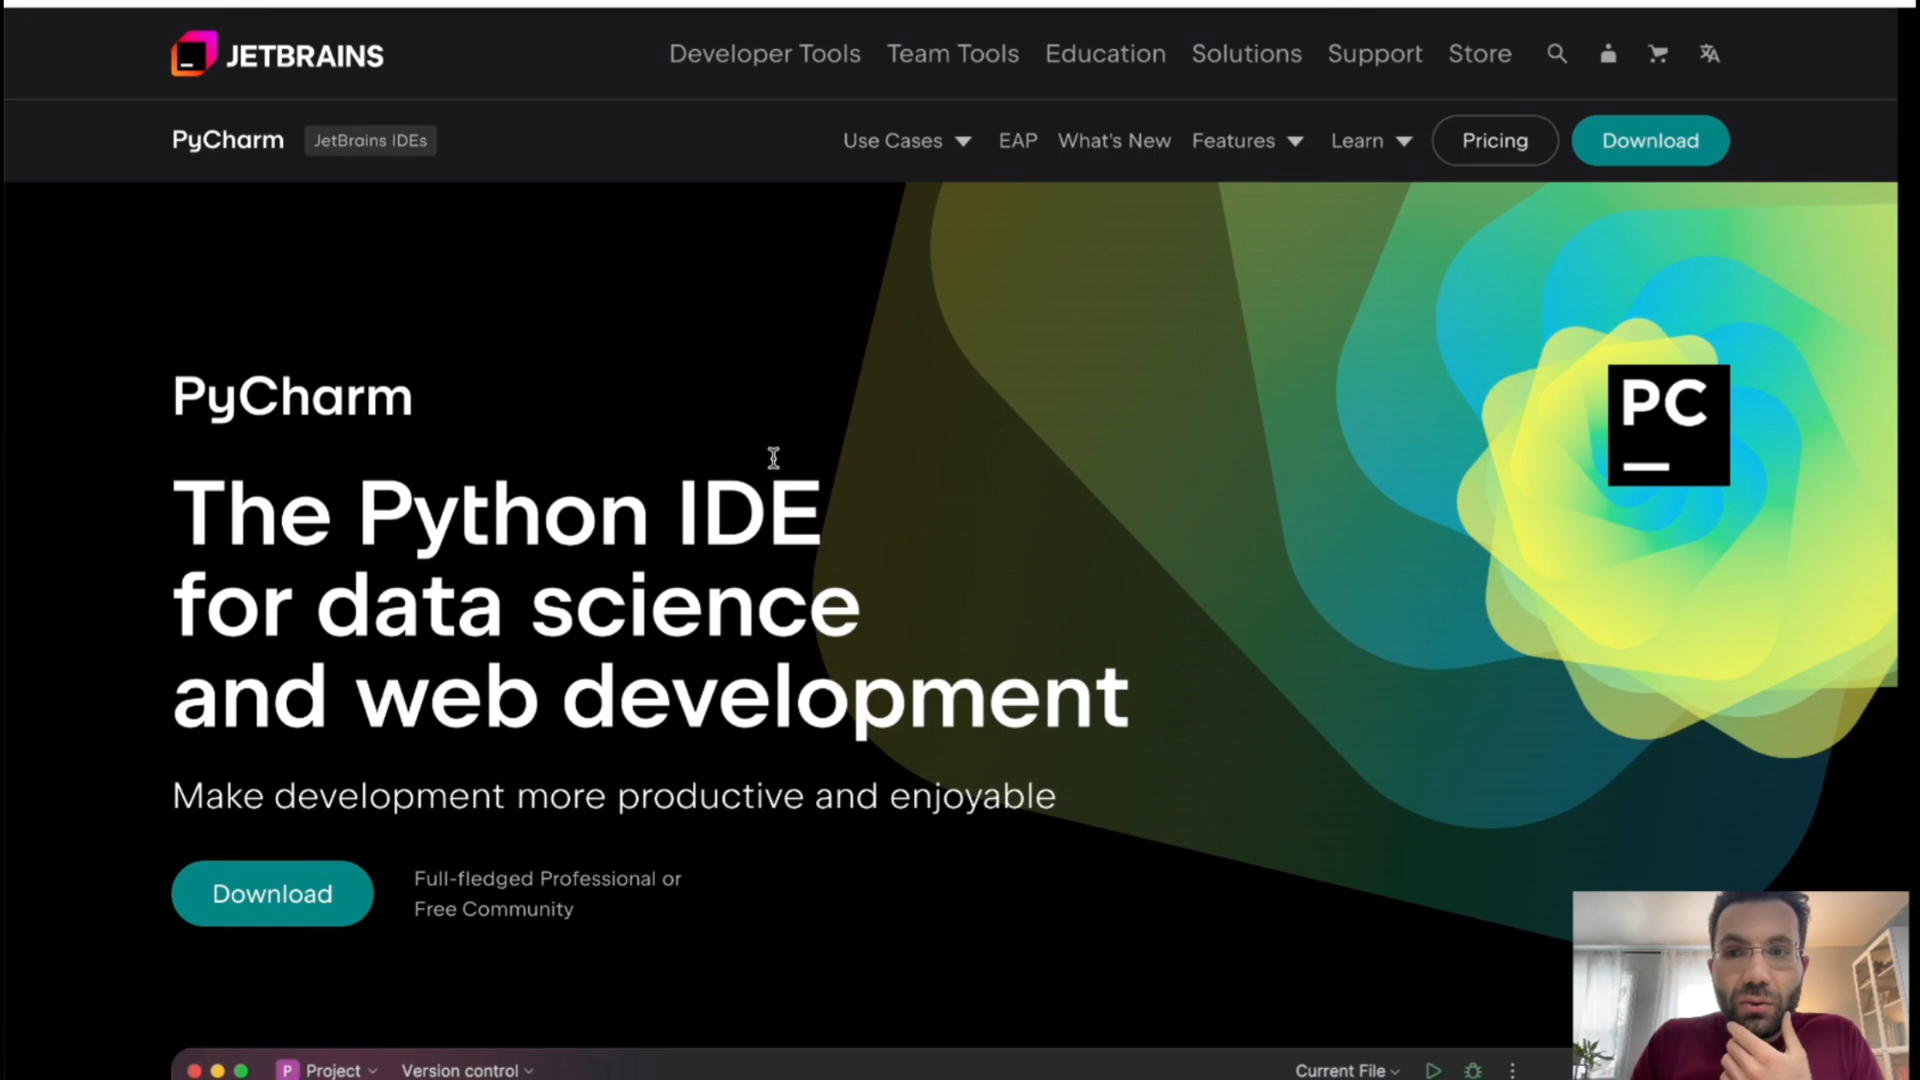 JETBRAINS
Developer Tools Team Tools Education Solutions Support Store
PyCharm JetBrains IDEs
Use Cases EAP What's New Features Learn Pricing Download
PyCharm
PC
The Python IDE
for data science
and web development
Make development more productive and enjoyable
Download
Full-fledged Professional or
Free Community
P Project Version control Current File